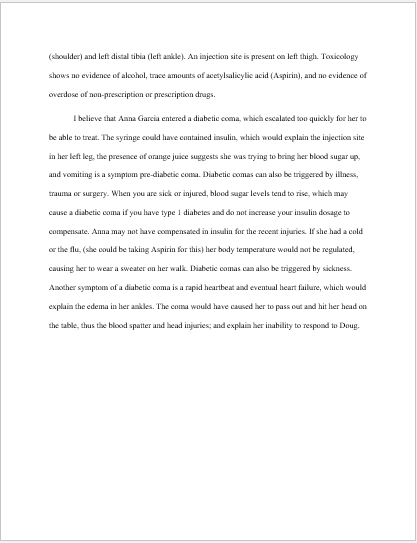 (shoulder) and left distal tibia (left ankle). An injection site is present on left thigh. Toxicology
shows no evidence of alcohol, trace amounts of acetylsalicylic acid (Aspirin), and no evidence of
overdose of non-prescription or prescription drugs.
I believe that Anna Garcia entered a diabetic coma, which escalated too quickly for her to
be able to treat. The syringe could have contained insulin, which would explain the injection site
in her left leg, the presence of orange juice suggests she was trying to bring her blood sugar up,
and vomiting is a symptom pre-diabetic coma. Diabetic comas can also be triggered by illness,
trauma or surgery. When you are sick or injured, blood sugar levels tend to rise, which may
cause a diabetic coma if you have type 1 diabetes and do not increase your insulin dosage to
compensate. Anna may not have compensated in insulin for the recent injuries. If she had a cold
or the flu, (she could be taking Aspirin for this) her body temperature would not be regulated,
causing her to wear a sweater on her walk. Diabetic comas can also be triggered by sickness.
Another symptom of a diabetic coma is a rapid heartbeat and eventual heart failure, which would
explain the edema in her ankles. The coma would have caused her to pass out and hit her head on
the table, thus the blood spatter and head injuries; and explain her inability to respond to Doug.